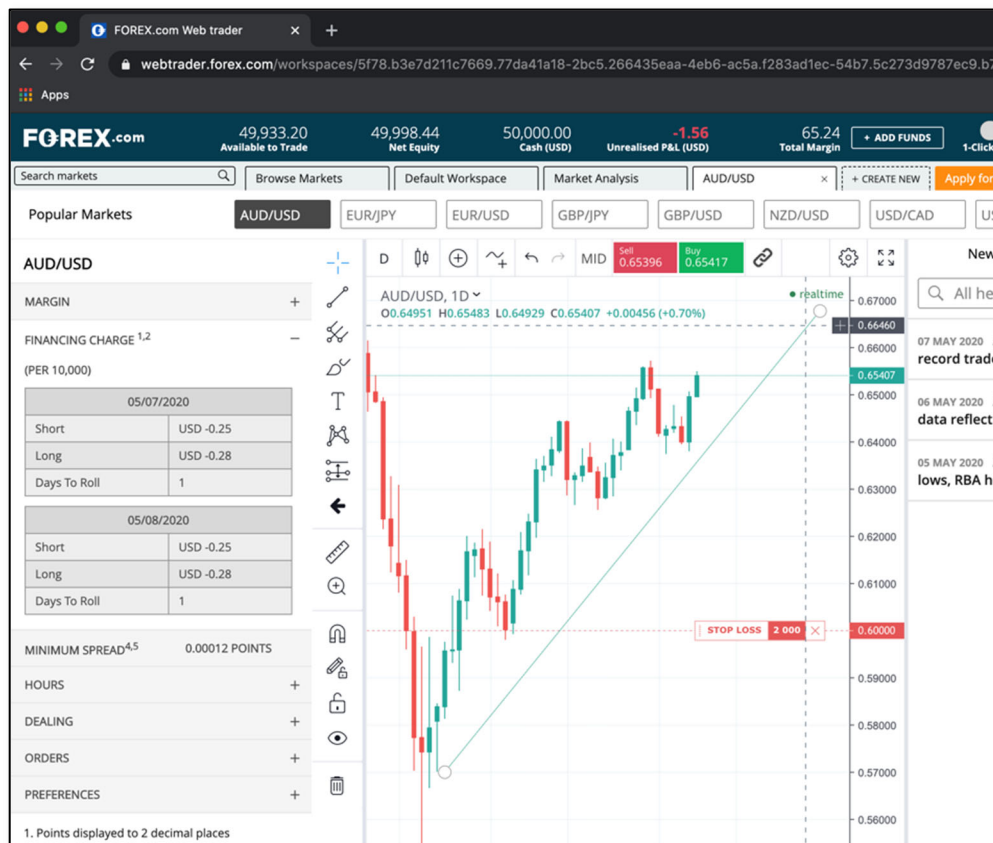 FOREX.com Web trader
webtrader.forex.com/workspaces/5f78.b3e7d211c7669.77da41a18-2bc5.266435eaa-4eb6-ac5a.f283ad1ec-54b7.5c273d9787ec9.b7
Apps
FOREX.com
49,933.20 49,998.44 50,000.00 -1.56 65.24 + ADD FUNDS
Available to Trade Net Equity Cash (USD) Unrealised P&L (USD) Total Margin 1-Click
Search markets Browse Markets Default Workspace Market Analysis AUD/USD × + CREATE NEW Apply for
Popular Markets AUD/USD EUR/JPY EUR/USD GBP/JPY GBP/USD NZD/USD USD/CAD
AUD/USD
MARGIN +
FINANCING CHARGE 1,2 −
(PER 10,000)
05/07/2020
Short USD -0.25
Long USD -0.28
Days To Roll 1
05/08/2020
Short USD -0.25
Long USD -0.28
Days To Roll 1
MINIMUM SPREAD4,5 0.00012 POINTS
HOURS +
DEALING +
ORDERS +
PREFERENCES +
1. Points displayed to 2 decimal places
D MID Sell 0.65396 Buy 0.65417
T
AUD/USD, 1D realtime
O0.64951 H0.65483 L0.64929 C0.65407 +0.00456 (+0.70%)
STOP LOSS 2 000 ×
0.67000
0.66460
0.66000
0.65407
0.65000
0.64000
0.63000
0.62000
0.61000
0.60000
0.59000
0.58000
0.57000
0.56000
New
All he
07 MAY 2020
record trade
06 MAY 2020
data reflect
05 MAY 2020
lows, RBA h